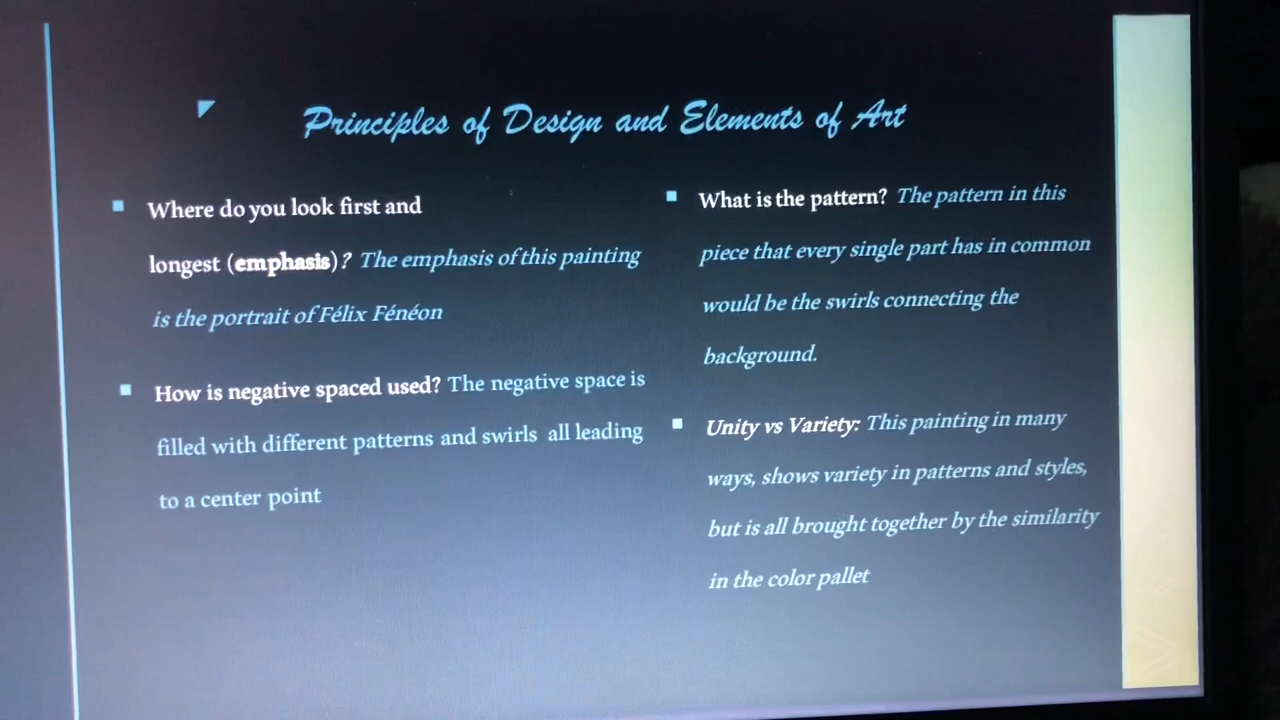 Principles of Design and Elements of Art
Where do you look first and
longest (emphasis)? The emphasis of this painting
is the portrait of Félix Fénéon
How is negative spaced used? The negative space is
filled with different patterns and swirls all leading
to a center point
What is the pattern? The pattern in this
piece that every single part has in common
would be the swirls connecting the
background.
Unity vs Variety: This painting in many
ways, shows variety in patterns and styles,
but is all brought together by the similarity
in the color pallet